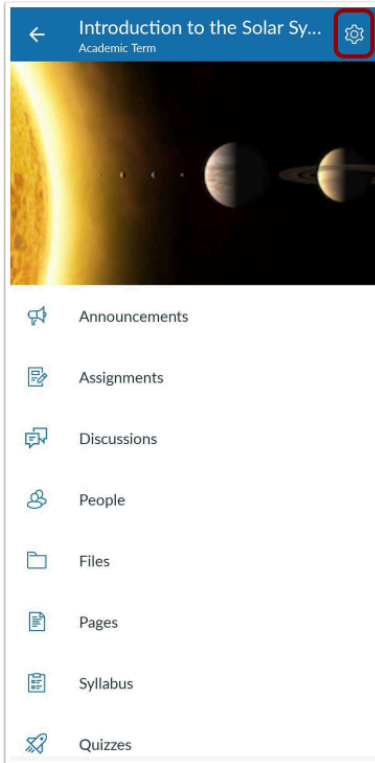 Introduction to the Solar Sy...
Academic Term
Announcements
Assignments
Discussions
People
Files
Pages
Syllabus
Quizzes